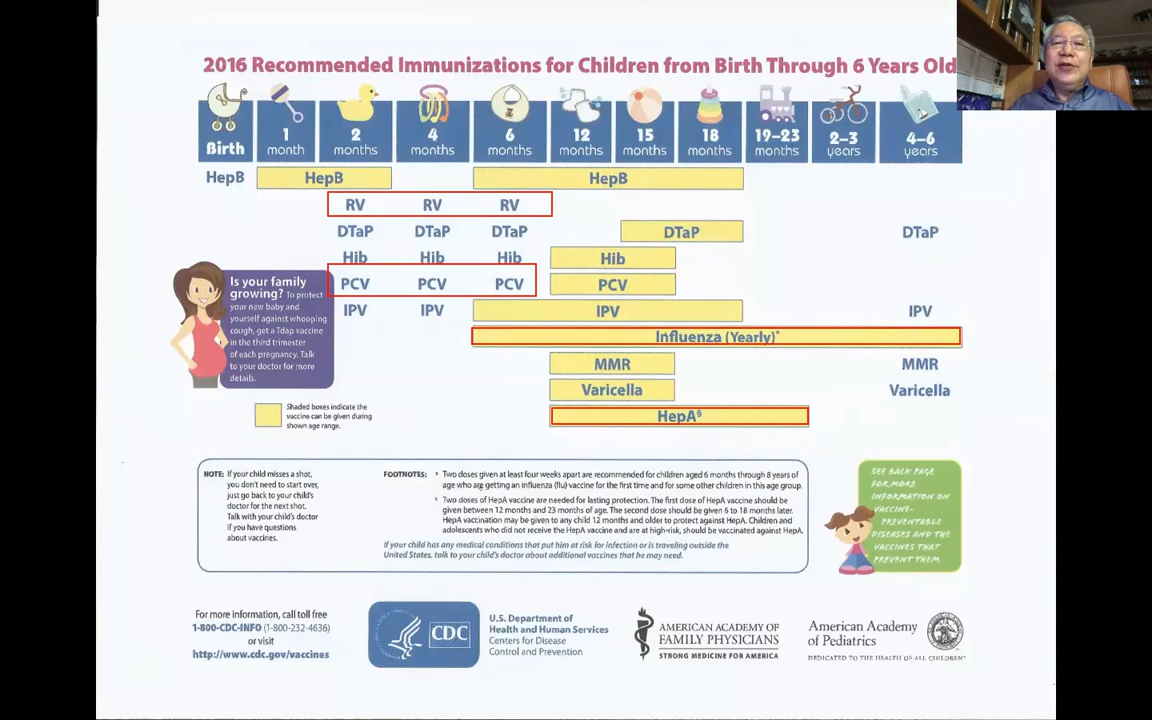 2016 Recommended Immunizations for Children from Birth Through 6 Years Old
Birth
1
month
2
months
4
months
6
months
12
months
15
months
18
months
19–23
months
2–3
years
4–6
years
HepB
HepB
HepB
RV RV RV
DTaP DTaP DTaP DTaP DTaP
Hib Hib Hib Hib
PCV PCV PCV PCV
IPV IPV IPV IPV
Influenza (Yearly)*
MMR MMR
Varicella Varicella
HepA§
Is your family
growing? To protect
your new baby and
yourself against whooping
cough, get a Tdap vaccine
in the third trimester
of each pregnancy. Talk
to your doctor for more
details.
Shaded boxes indicate the
vaccine can be given during
shown age range.
NOTE: If your child misses a shot,
you don't need to start over,
just go back to your child's
doctor for the next shot.
Talk with your child's doctor
if you have questions
about vaccines.
FOOTNOTES: * Two doses given at least four weeks apart are recommended for children aged 6 months through 8 years of
age who are getting an influenza (flu) vaccine for the first time and for some other children in this age group.
§ Two doses of HepA vaccine are needed for lasting protection. The first dose of HepA vaccine should be
given between 12 months and 23 months of age. The second dose should be given 6 to 18 months later.
HepA vaccination may be given to any child 12 months and older to protect against HepA. Children and
adolescents who did not receive the HepA vaccine and are at high-risk, should be vaccinated against HepA.
If your child has any medical conditions that put him at risk for infection or is traveling outside the
United States, talk to your child's doctor about additional vaccines that he may need.
SEE BACK PAGE
FOR MORE
INFORMATION ON
VACCINE-
PREVENTABLE
DISEASES AND THE
VACCINES THAT
PREVENT THEM.
For more information, call toll free
1-800-CDC-INFO (1-800-232-4636)
or visit
http://www.cdc.gov/vaccines
CDC
U.S. Department of
Health and Human Services
Centers for Disease
Control and Prevention
AMERICAN ACADEMY OF
FAMILY PHYSICIANS
STRONG MEDICINE FOR AMERICA
American Academy
of Pediatrics
DEDICATED TO THE HEALTH OF ALL CHILDREN®